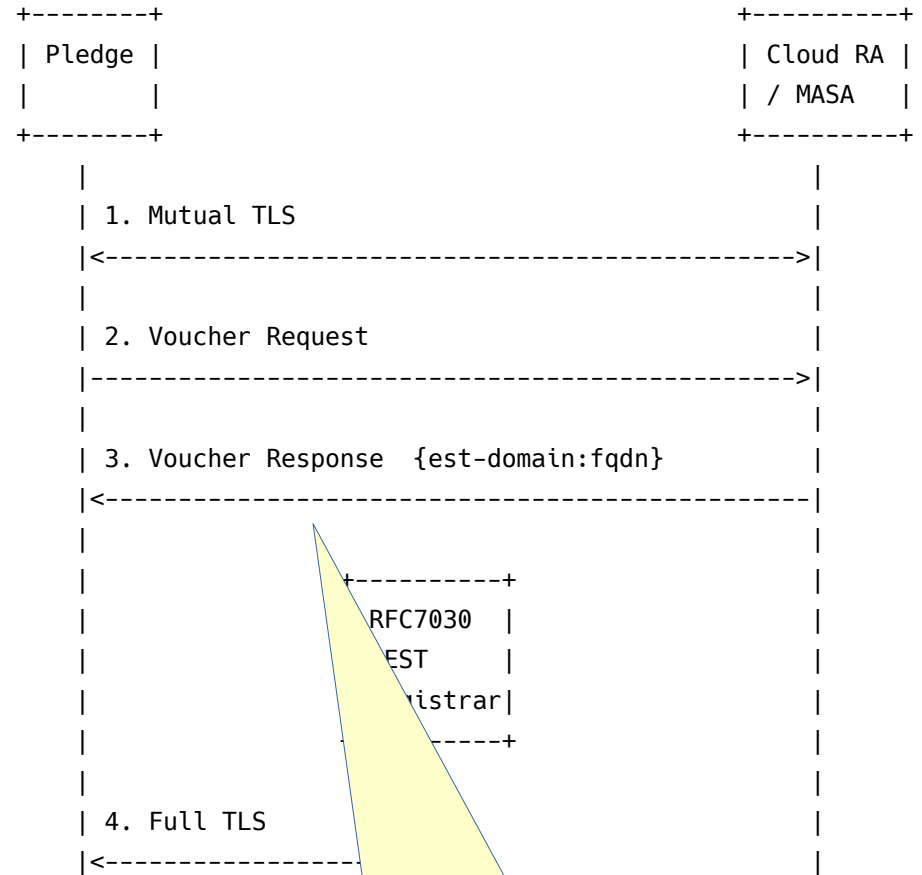 +--------+                                       +----------+
| Pledge |                                       | Cloud RA |
|        |                                       | / MASA   |
+--------+                                       +----------+
    |                                                 |
    | 1. Mutual TLS                                   |
    |<----------------------------------------------->|
    |                                                 |
    | 2. Voucher Request                              |
    |------------------------------------------------>|
    |                                                 |
    | 3. Voucher Response  {est-domain:fqdn}          |
    |<------------------------------------------------|
    |                                                 |
    |                 +----------+                    |
    |                   RFC7030  |                    |
    |                    EST     |                    |
    |                      istrar|                    |
    |                       -----+                    |
    |                                                 |
    | 4. Full TLS                                     |
    |<-----------------                               |